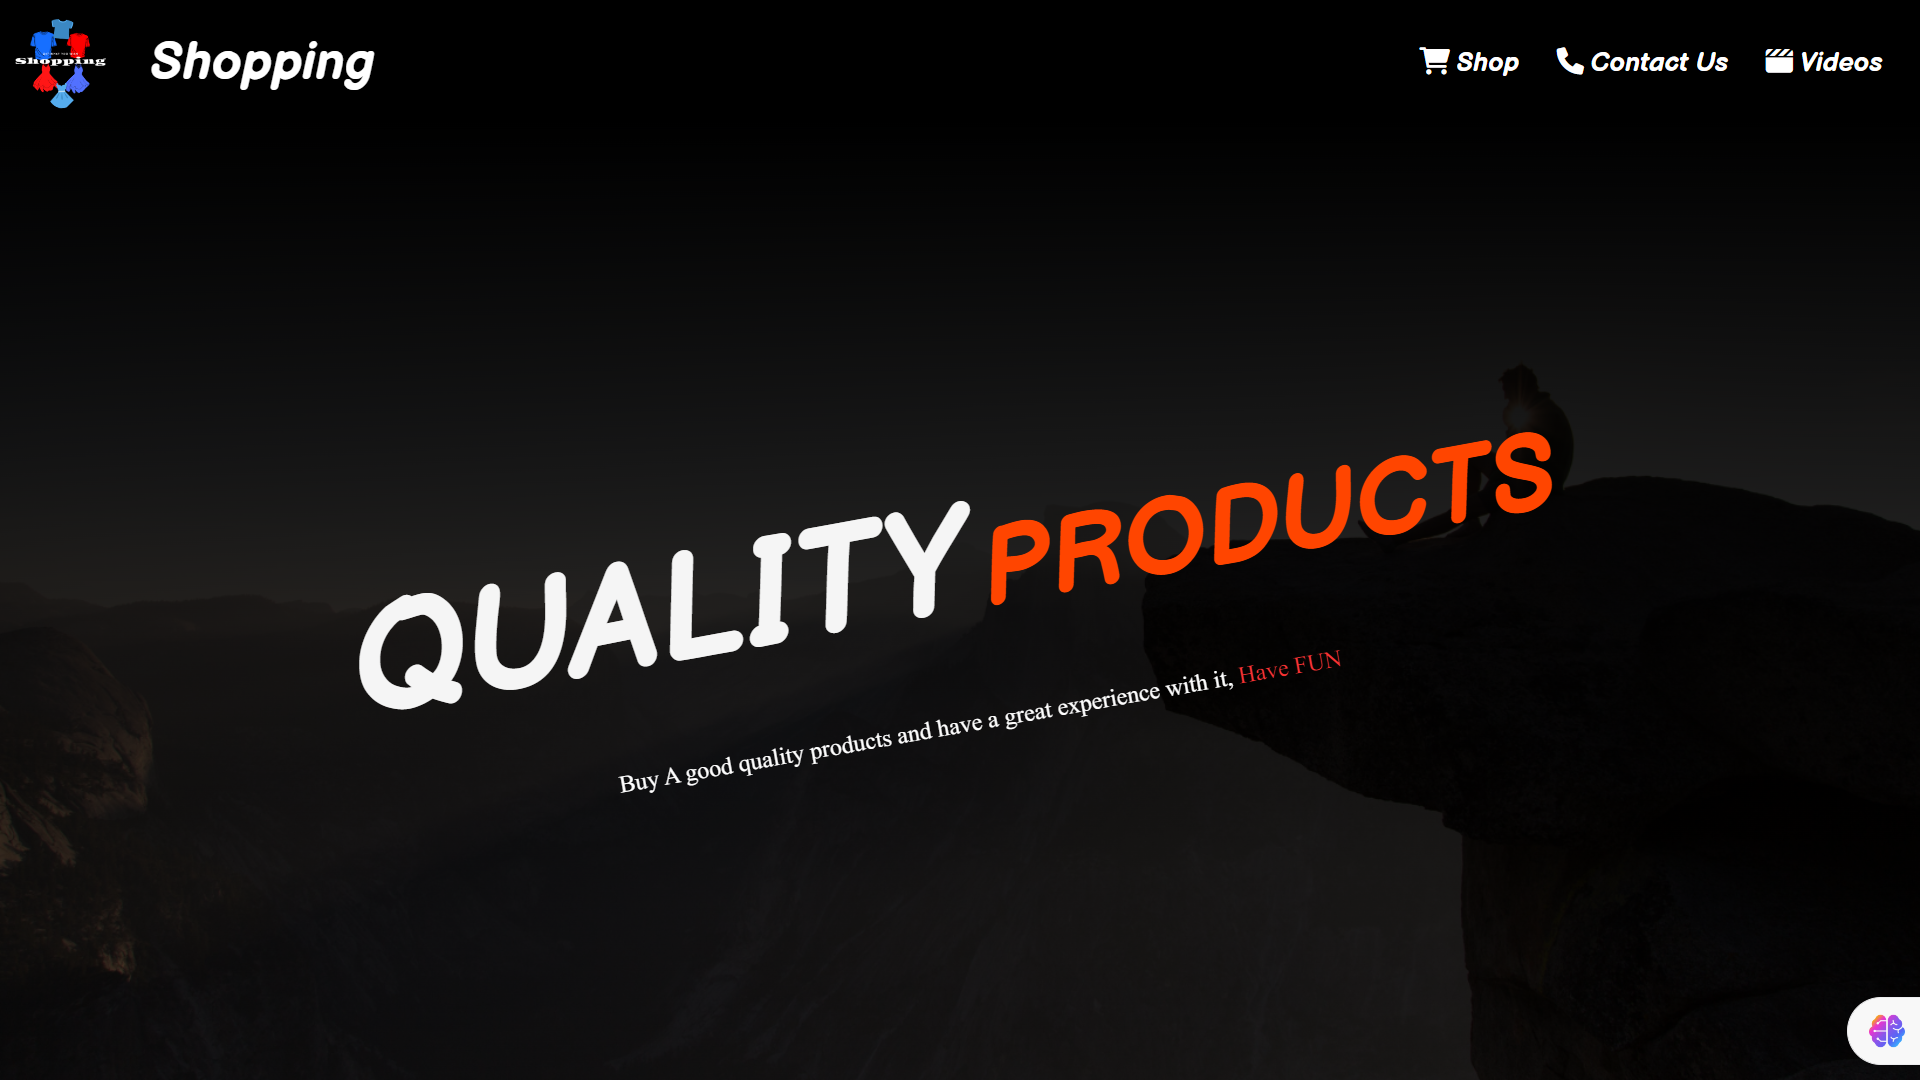 Shopping
Shopping
Shop
Contact Us
Videos
QUALITY PRODUCTS
Buy A good quality products and have a great experience with it, Have FUN